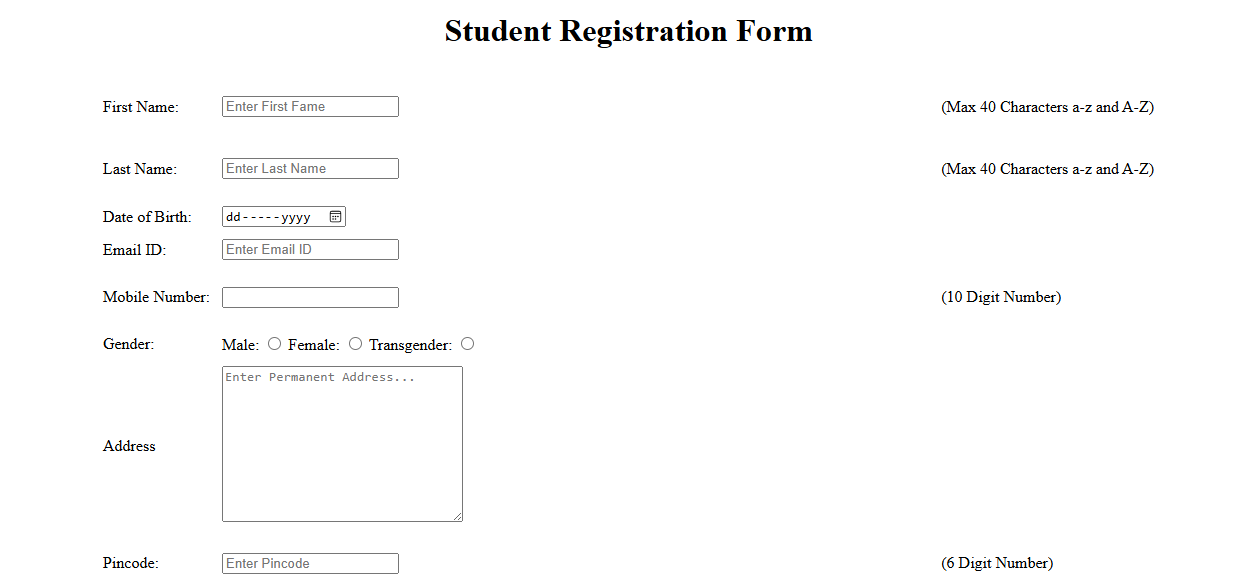 Student Registration Form
First Name: Enter First Fame (Max 40 Characters a-z and A-Z)
Last Name: Enter Last Name (Max 40 Characters a-z and A-Z)
Date of Birth: dd-----yyyy
Email ID: Enter Email ID
Mobile Number: (10 Digit Number)
Gender: Male: Female: Transgender:
Enter Permanent Address...
Address
Pincode: Enter Pincode (6 Digit Number)